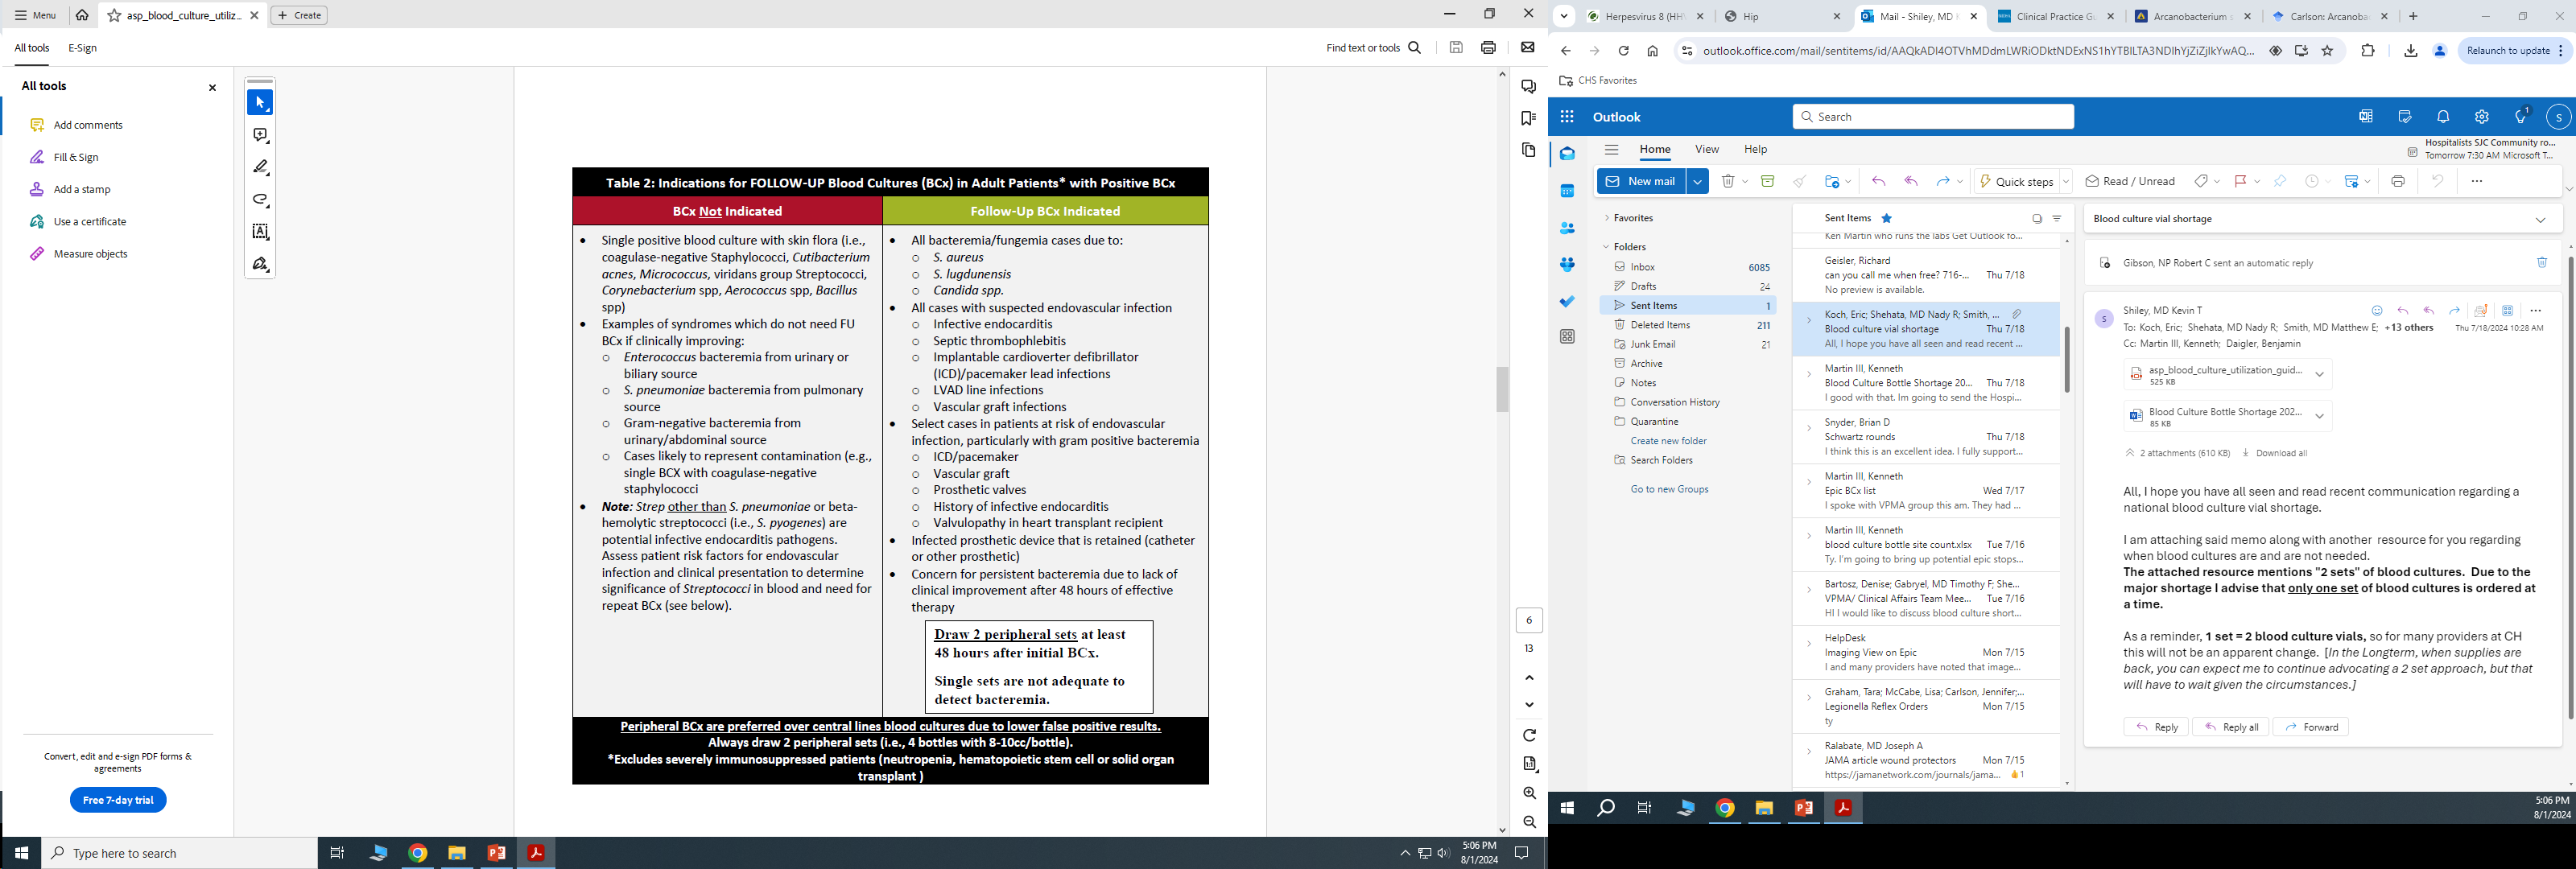 Menu
asp_blood_culture_utiliz...
Create
All tools
E-Sign
Find text or tools
All tools
Add comments
Fill & Sign
Add a stamp
Use a certificate
Measure objects
Convert, edit and e-sign PDF forms &
agreements
Free 7-day trial
Table 2: Indications for FOLLOW-UP Blood Cultures (BCx) in Adult Patients* with Positive BCx
BCx Not Indicated
• Single positive blood culture with skin flora (i.e.,
coagulase-negative Staphylococci, Cutibacterium
acnes, Micrococcus, viridans group Streptococci,
Corynebacterium spp, Aerococcus spp, Bacillus
spp)
• Examples of syndromes which do not need FU
BCx if clinically improving:
o Enterococcus bacteremia from urinary or
biliary source
o S. pneumoniae bacteremia from pulmonary
source
o Gram-negative bacteremia from
urinary/abdominal source
o Cases likely to represent contamination (e.g.,
single BCX with coagulase-negative
staphylococci
• Note: Strep other than S. pneumoniae or beta-
hemolytic streptococci (i.e., S. pyogenes) are
potential infective endocarditis pathogens.
Assess patient risk factors for endovascular
infection and clinical presentation to determine
significance of Streptococci in blood and need for
repeat BCx (see below).
Follow-Up BCx Indicated
• All bacteremia/fungemia cases due to:
o S. aureus
o S. lugdunensis
o Candida spp.
• All cases with suspected endovascular infection
o Infective endocarditis
o Septic thrombophlebitis
o Implantable cardioverter defibrillator
(ICD)/pacemaker lead infections
o LVAD line infections
o Vascular graft infections
• Select cases in patients at risk of endovascular
infection, particularly with gram positive bacteremia
o ICD/pacemaker
o Vascular graft
o Prosthetic valves
o History of infective endocarditis
o Valvulopathy in heart transplant recipient
• Infected prosthetic device that is retained (catheter
or other prosthetic)
• Concern for persistent bacteremia due to lack of
clinical improvement after 48 hours of effective
therapy
Draw 2 peripheral sets at least
48 hours after initial BCx.
Single sets are not adequate to
detect bacteremia.
Peripheral BCx are preferred over central lines blood cultures due to lower false positive results.
Always draw 2 peripheral sets (i.e., 4 bottles with 8-10cc/bottle).
*Excludes severely immunosuppressed patients (neutropenia, hematopoietic stem cell or solid organ
transplant )
6
13
Type here to search
5:06 PM
8/1/2024
Herpesvirus 8 (HH
Hip
Mail - Shiley, MD
Clinical Practice G
Arcanobacterium s
Carlson: Arcanoba
Relaunch to update
CHS Favorites
Outlook
Search
1
S
Home
View
Help
Hospitalists SJC Community ro...
Tomorrow 7:30 AM Microsoft T...
New mail
Quick steps
Read / Unread
Favorites
Folders
Inbox 6085
Drafts 24
Sent Items 1
Deleted Items 211
Junk Email 21
Archive
Notes
Conversation History
Quarantine
Create new folder
Search Folders
Go to new Groups
Sent Items
Ken Martin who runs the labs Get Outlook fo...
Geisler, Richard
can you call me when free? 716-... Thu 7/18
No preview is available.
Koch, Eric; Shehata, MD Nady R; Smith, ...
Blood culture vial shortage Thu 7/18
All, I hope you have all seen and read recent ...
Martin III, Kenneth
Blood Culture Bottle Shortage 20... Thu 7/18
I good with that. Im going to send the Hospi...
Snyder, Brian D
Schwartz rounds Thu 7/18
I think this is an excellent idea. I fully support...
Martin III, Kenneth
Epic BCx list Wed 7/17
I spoke with VPMA group this am. They had ...
Martin III, Kenneth
blood culture bottle site count.xlsx Tue 7/16
Ty. I'm going to bring up potential epic stops...
Bartosz, Denise; Gabryel, MD Timothy F; She...
VPMA/ Clinical Affairs Team Mee... Tue 7/16
HI I would like to discuss blood culture short...
HelpDesk
Imaging View on Epic Mon 7/15
I and many providers have noted that image...
Graham, Tara; McCabe, Lisa; Carlson, Jennifer;...
Legionella Reflex Orders Mon 7/15
ty
Ralabate, MD Joseph A
JAMA article wound protectors Mon 7/15
https://jamanetwork.com/journals/jama... 1
Blood culture vial shortage
Gibson, NP Robert C sent an automatic reply
S
Shiley, MD Kevin T
To: Koch, Eric; Shehata, MD Nady R; Smith, MD Matthew E; +13 others
Thu 7/18/2024 10:28 AM
Cc: Martin III, Kenneth; Daigler, Benjamin
asp_blood_culture_utilization_guid...
525 KB
Blood Culture Bottle Shortage 202...
85 KB
2 attachments (610 KB)
Download all
All, I hope you have all seen and read recent communication regarding a
national blood culture vial shortage.
I am attaching said memo along with another resource for you regarding
when blood cultures are and are not needed.
The attached resource mentions "2 sets" of blood cultures. Due to the
major shortage I advise that only one set of blood cultures is ordered at
a time.
As a reminder, 1 set = 2 blood culture vials, so for many providers at CH
this will not be an apparent change. [In the Longterm, when supplies are
back, you can expect me to continue advocating a 2 set approach, but that
will have to wait given the circumstances.]
Reply
Reply all
Forward
5:06 PM
8/1/2024